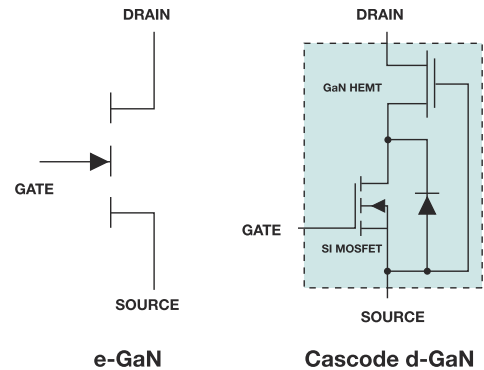 DRAIN
GATE
SOURCE
e-GaN
DRAIN
GaN HEMT
GATE
SI MOSFET
SOURCE
Cascode d-GaN